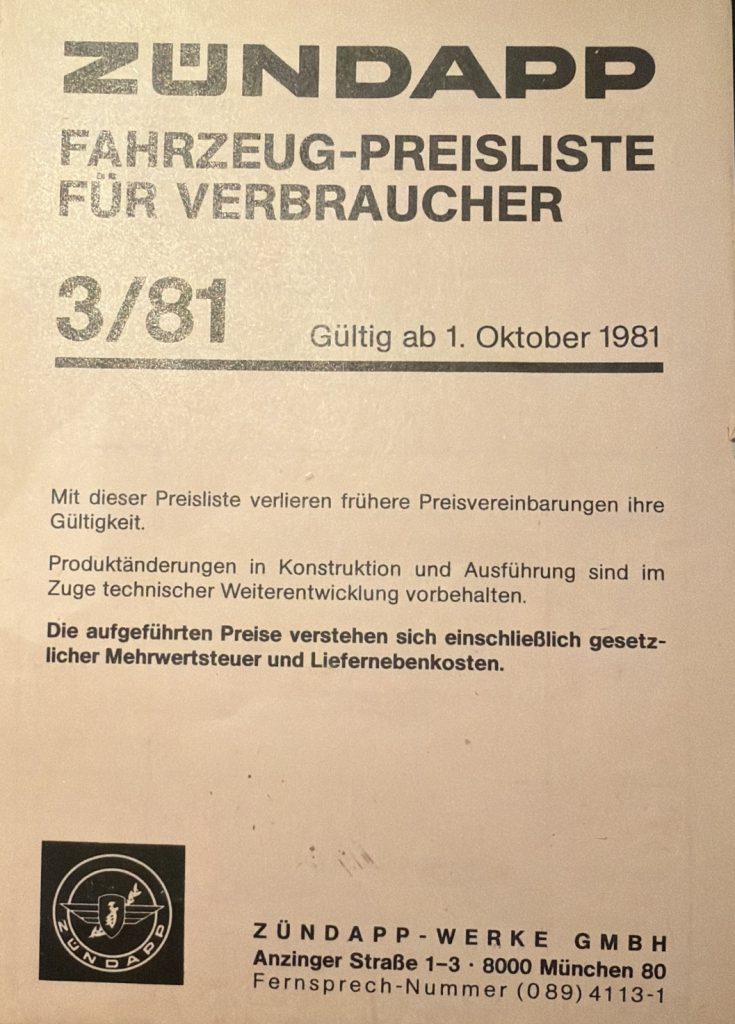 ZÜNDAPP
FAHRZEUG-PREISLISTE
FÜR VERBRAUCHER
3/81
Gültig ab 1. Oktober 1981
Mit dieser Preisliste verlieren frühere Preisvereinbarungen ihre
Gültigkeit.
Produktänderungen in Konstruktion und Ausführung sind im
Zuge technischer Weiterentwicklung vorbehalten.
Die aufgeführten Preise verstehen sich einschließlich gesetz-
licher Mehrwertsteuer und Liefernebenkosten.
ZÜNDAPP
ZÜNDAPP-WERKE GMBH
Anzinger Straße 1–3 · 8000 München 80
Fernsprech-Nummer (089) 4113-1